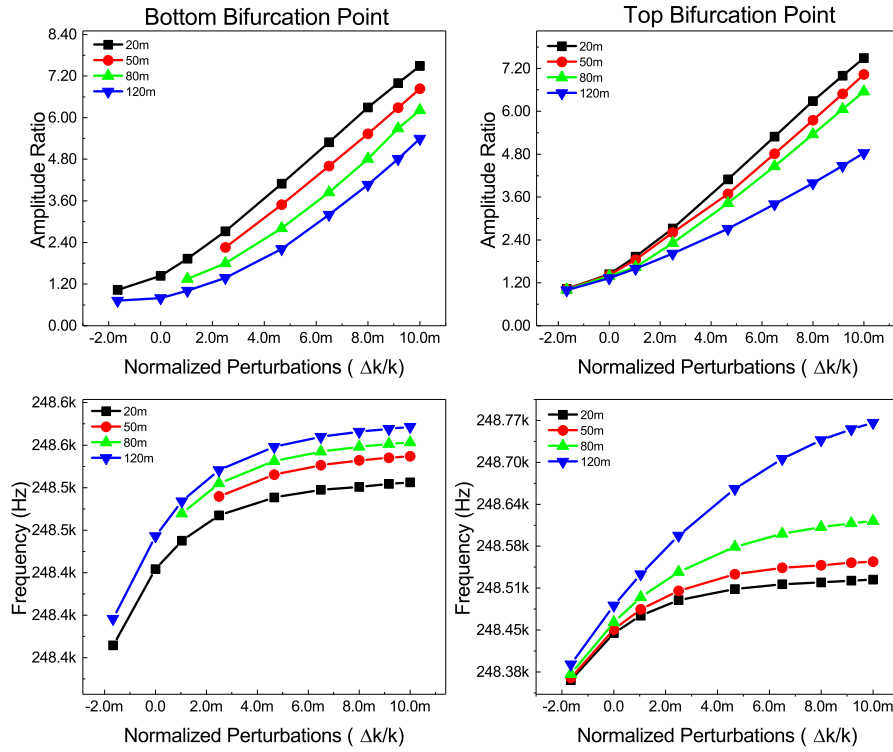 Bottom Bifurcation Point
Top Bifurcation Point
8.40
7.20
6.00
4.80
3.60
2.40
1.20
0.00
Amplitude Ratio
20m
50m
80m
120m
-2.0m 0.0 2.0m 4.0m 6.0m 8.0m 10.0m
Normalized Perturbations ( Δk/k)
7.20
6.00
4.80
3.60
2.40
1.20
0.00
Amplitude Ratio
20m
50m
80m
120m
-2.0m 0.0 2.0m 4.0m 6.0m 8.0m 10.0m
Normalized Perturbations ( Δk/k)
248.6k
248.6k
248.5k
248.5k
248.4k
248.4k
248.4k
Frequency (Hz)
20m
50m
80m
120m
-2.0m 0.0 2.0m 4.0m 6.0m 8.0m 10.0m
Normalized Perturbations ( Δk/k)
248.77k
248.70k
248.64k
248.58k
248.51k
248.45k
248.38k
Frequency (Hz)
20m
50m
80m
120m
-2.0m 0.0 2.0m 4.0m 6.0m 8.0m 10.0m
Normalized Perturbations ( Δk/k)